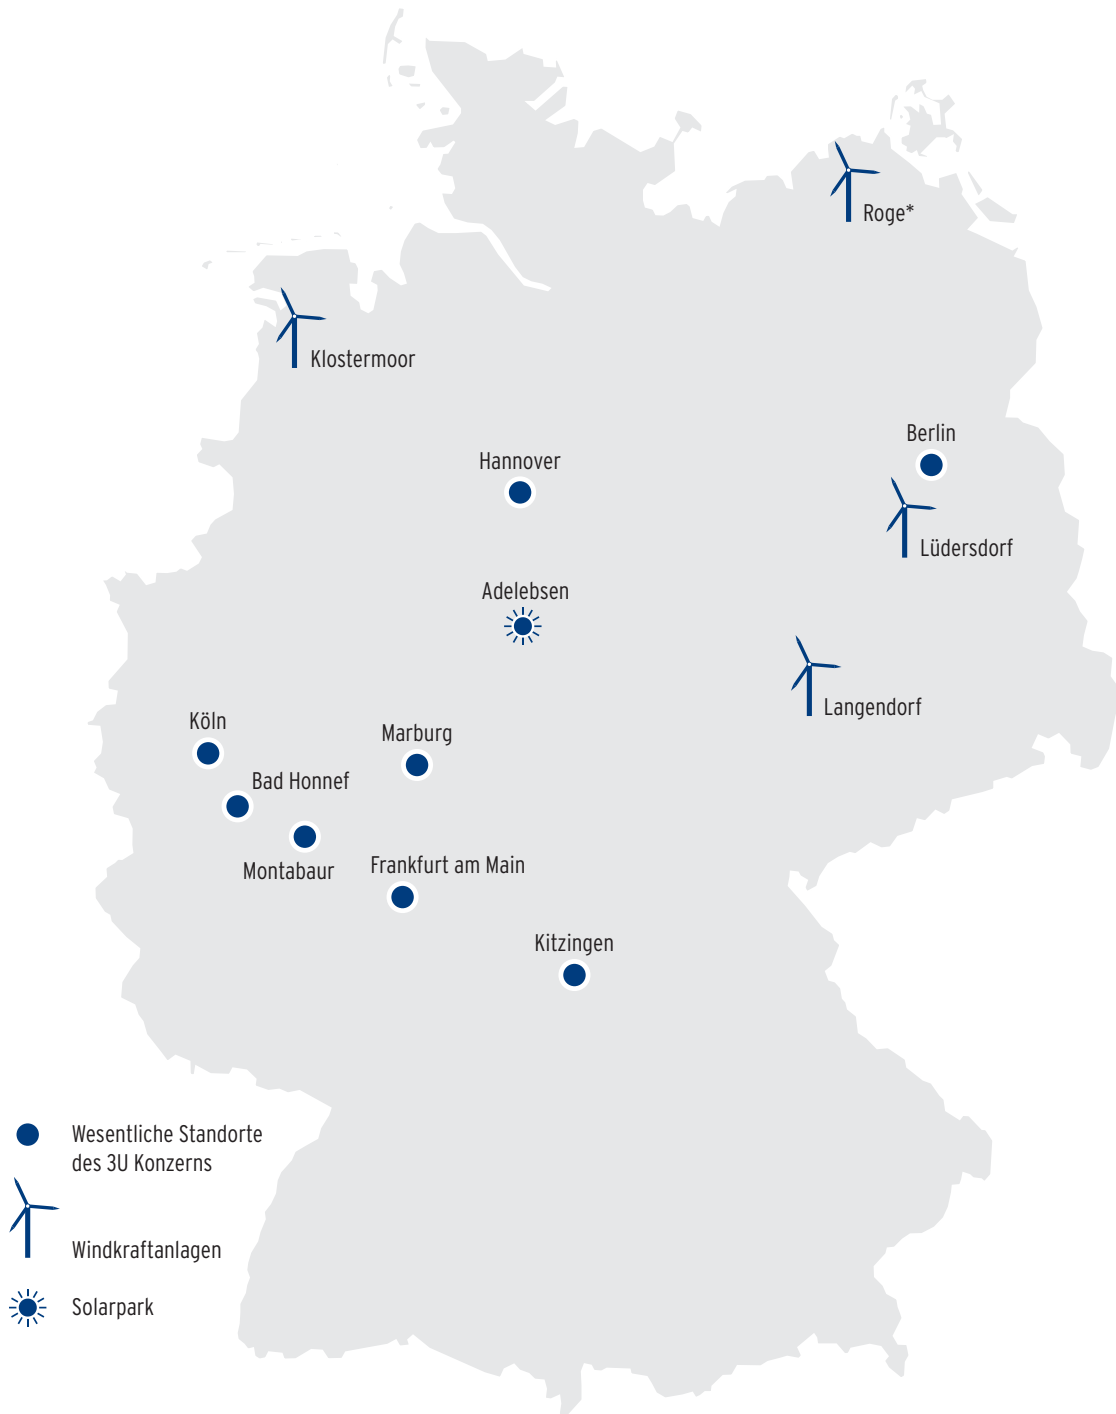 Roge*
Klostermoor
Berlin
Hannover
Lüdersdorf
Adelebsen
Langendorf
Köln
Marburg
Bad Honnef
Montabaur
Frankfurt am Main
Kitzingen
Wesentliche Standorte
des 3U Konzerns
Windkraftanlagen
Solarpark